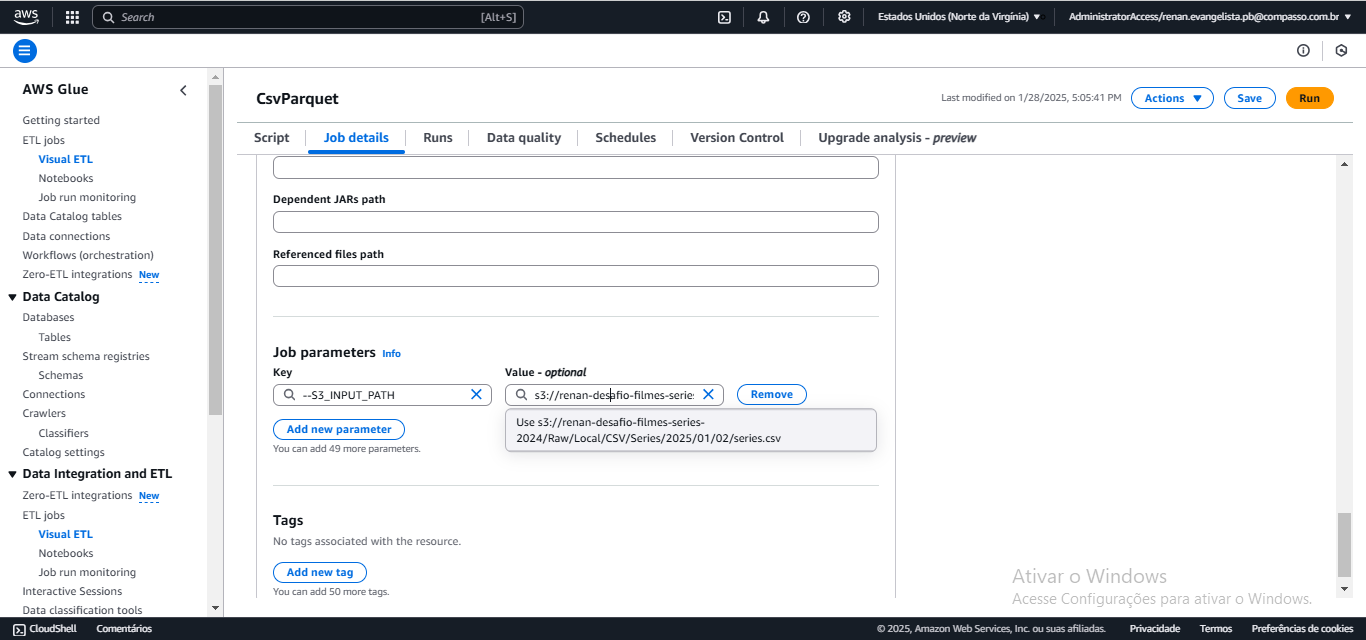 aws
Search [Alt+S]
Estados Unidos (Norte da Virgínia) ▼
AdministratorAccess/renan.evangelista.pb@compasso.com.br ▼
AWS Glue
Getting started
ETL jobs
Visual ETL
Notebooks
Job run monitoring
Data Catalog tables
Data connections
Workflows (orchestration)
Zero-ETL integrations New
Data Catalog
Databases
Tables
Stream schema registries
Schemas
Connections
Crawlers
Classifiers
Catalog settings
Data Integration and ETL
Zero-ETL integrations New
ETL jobs
Visual ETL
Notebooks
Job run monitoring
Interactive Sessions
Data classification tools
CsvParquet
Last modified on 1/28/2025, 5:05:41 PM
Actions ▼
Save
Run
Script
Job details
Runs
Data quality
Schedules
Version Control
Upgrade analysis - preview
Dependent JARs path
Referenced files path
Job parameters Info
Key
Value - optional
--S3_INPUT_PATH
s3://renan-desafio-filmes-series
Remove
Use s3://renan-desafio-filmes-series-
2024/Raw/Local/CSV/Series/2025/01/02/series.csv
Add new parameter
You can add 49 more parameters.
Tags
No tags associated with the resource.
Add new tag
You can add 50 more tags.
Ativar o Windows
Acesse Configurações para ativar o Windows.
CloudShell
Comentários
© 2025, Amazon Web Services, Inc. ou suas afiliadas.
Privacidade
Termos
Preferências de cookies